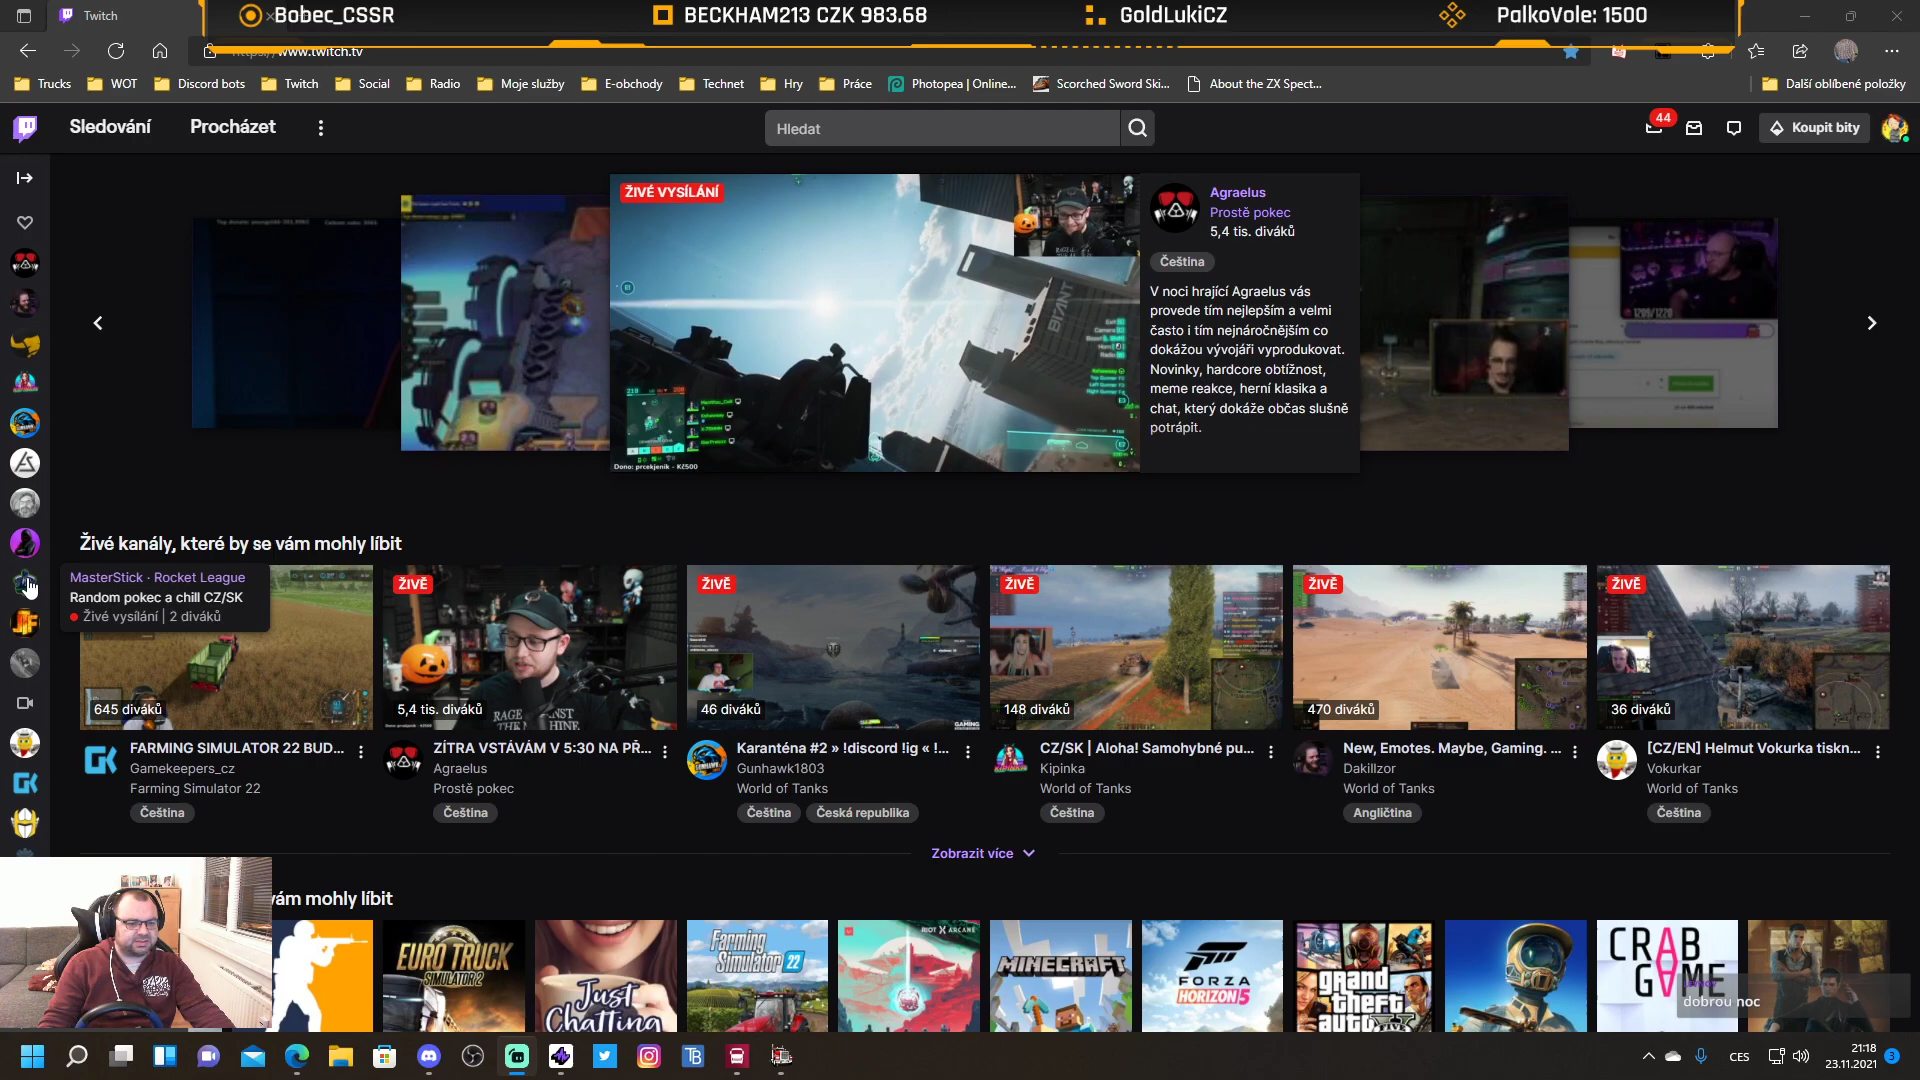 Twitch
Bobec_CSSR
BECKHAM213 CZK 983.68
GoldLukiCZ
PalkoVole: 1500
www.twitch.tv
Trucks
WOT
Discord bots
Twitch
Social
Radio
Moje služby
E-obchody
Technet
Hry
Práce
Photopea | Online...
Scorched Sword Ski...
About the ZX Spect...
Další oblíbené položky
Sledování
Procházet
Hledat
44
Koupit bity
ŽIVÉ VYSÍLÁNÍ
Agraelus
Prostě pokec
5,4 tis. diváků
Čeština
V noci hrající Agraelus vás
provede tím nejlepším a velmi
často i tím nejnáročnějším co
dokážou vývojáři vyprodukovat.
Novinky, hardcore obtížnost,
meme reakce, herní klasika a
chat, který dokáže občas slušně
potrápit.
Dono: prcekjenik - Kč500
Živé kanály, které by se vám mohly líbit
MasterStick · Rocket League
Random pokec a chill CZ/SK
Živé vysílání | 2 diváků
645 diváků
FARMING SIMULATOR 22 BUD...
Gamekeepers_cz
Farming Simulator 22
Čeština
ŽIVĚ
5,4 tis. diváků
ZÍTRA VSTÁVÁM V 5:30 NA PŘ...
Agraelus
Prostě pokec
Čeština
ŽIVĚ
46 diváků
Karanténa #2 » !discord !ig « !...
Gunhawk1803
World of Tanks
Čeština
Česká republika
ŽIVĚ
148 diváků
CZ/SK | Aloha! Samohybné pu...
Kipinka
World of Tanks
Čeština
ŽIVĚ
470 diváků
New, Emotes. Maybe, Gaming. ...
Dakillzor
World of Tanks
Angličtina
ŽIVĚ
36 diváků
[CZ/EN] Helmut Vokurka tiskn...
Vokurkar
World of Tanks
Čeština
Zobrazit více
vám mohly líbit
EURO TRUCK
SIMULATOR 2
Just
Chatting
Farming
Simulator 22
RIOT X ARCANE
MINECRAFT
FORZA
HORIZON 5
grand
theft
auto V
CRAB
GAME
dobrou noc
CES
21:18
23.11.2021
3